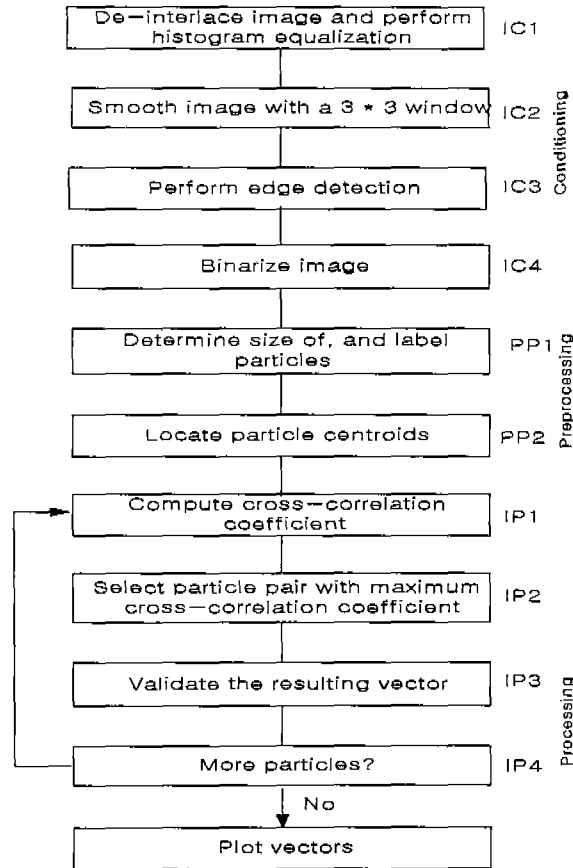 De-interlace image and perform
histogram equalization
IC1
Smooth image with a 3 * 3 window
IC2
Conditioning
Perform edge detection
IC3
Binarize image
IC4
Determine size of, and label
particles
PP1
Preprocessing
Locate particle centroids
PP2
Compute cross-correlation
coefficient
IP1
Select particle pair with maximum
cross-correlation coefficient
IP2
Validate the resulting vector
IP3
Processing
More particles?
IP4
No
Plot vectors